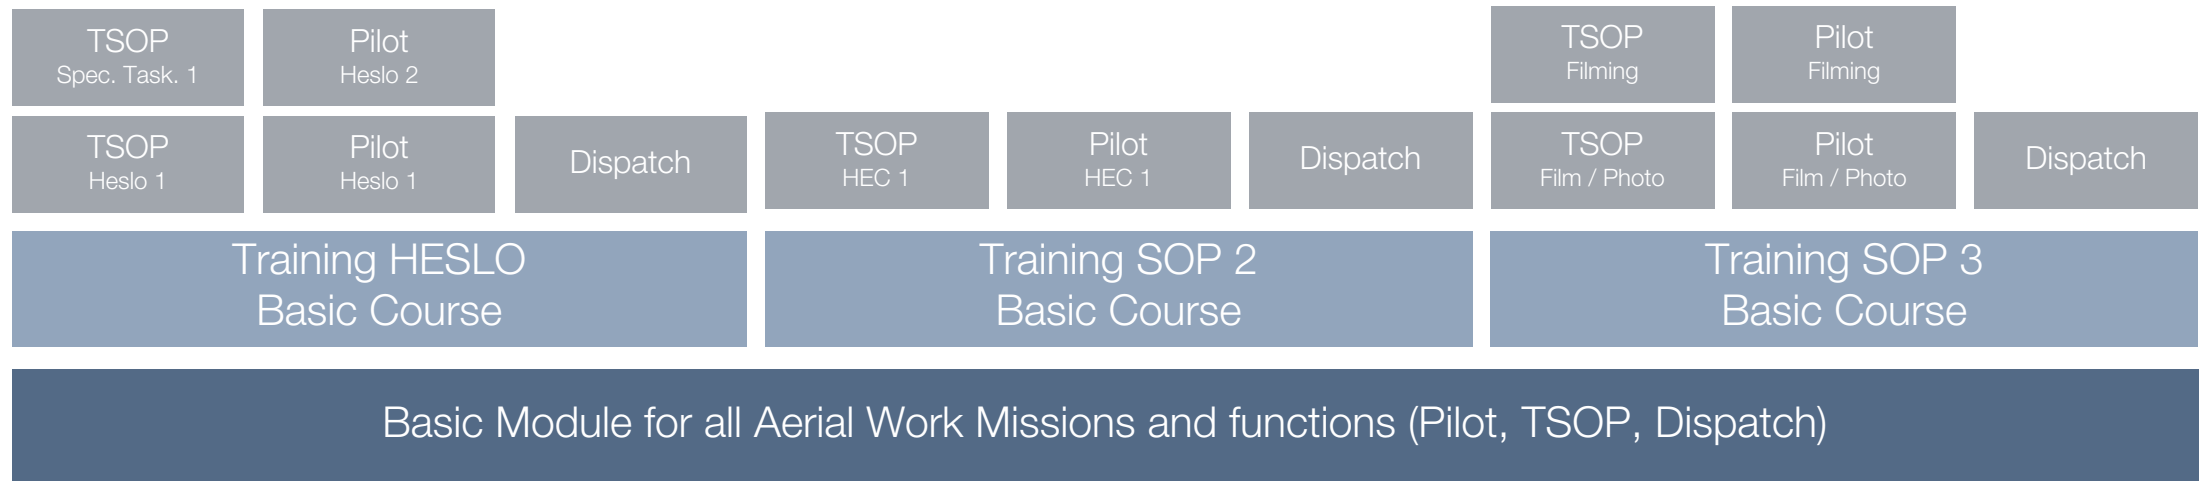 TSOP
Spec. Task. 1
Pilot
Heslo 2
TSOP
Filming
Pilot
Filming
TSOP
Heslo 1
Pilot
Heslo 1
Dispatch
TSOP
HEC 1
Pilot
HEC 1
Dispatch
TSOP
Film / Photo
Pilot
Film / Photo
Dispatch
Training HESLO
Basic Course
Training SOP 2
Basic Course
Training SOP 3
Basic Course
Basic Module for all Aerial Work Missions and functions (Pilot, TSOP, Dispatch)